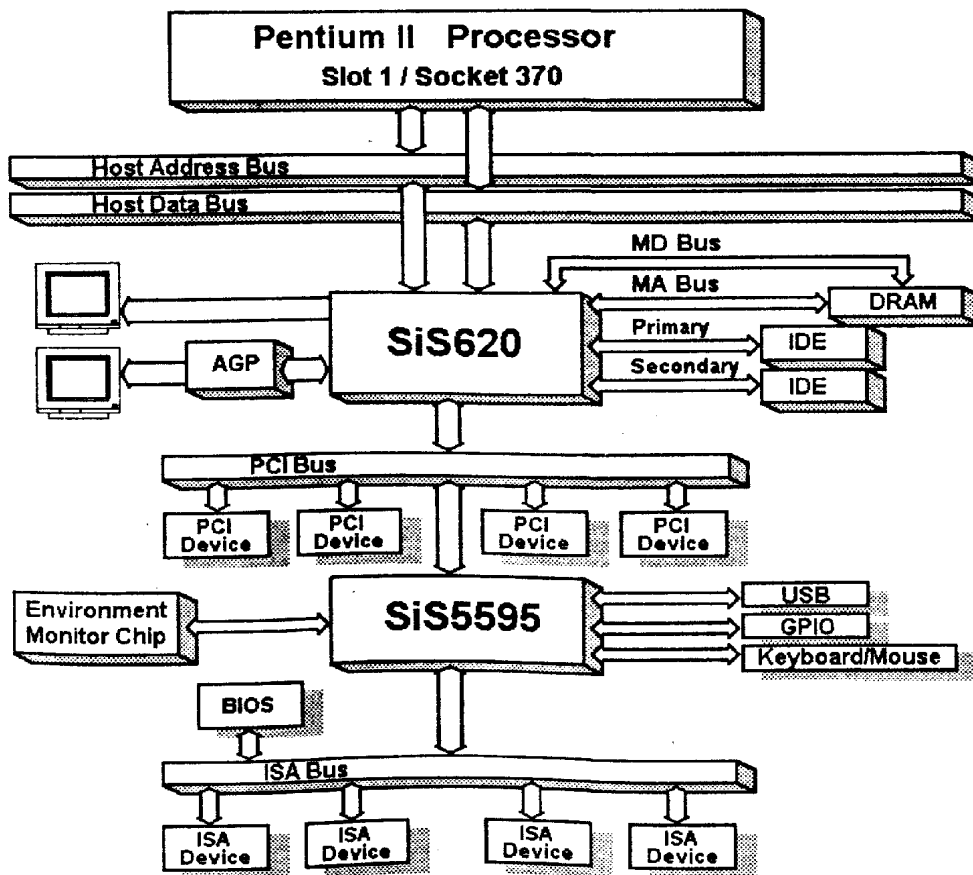 Pentium II Processor
Slot 1 / Socket 370
Host Address Bus
Host Data Bus
MD Bus
MA Bus
DRAM
SiS620
Primary
IDE
AGP
Secondary
IDE
PCI Bus
PCI
Device
PCI
Device
PCI
Device
PCI
Device
Environment
Monitor Chip
SiS5595
USB
GPIO
Keyboard/Mouse
BIOS
ISA Bus
ISA
Device
ISA
Device
ISA
Device
ISA
Device